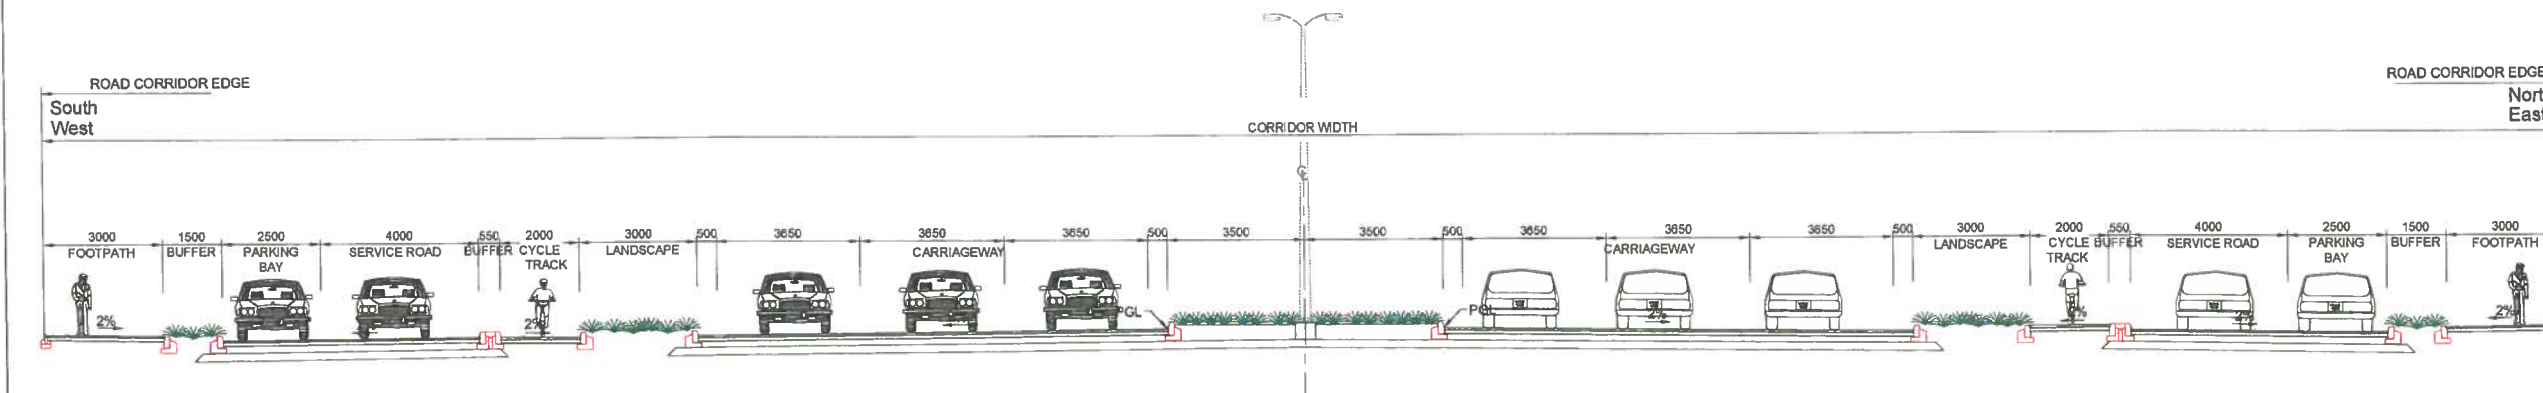 ROAD CORRIDOR EDGE
ROAD CORRIDOR EDGE
South
West
Nort
East
CORRIDOR WIDTH
3000 1500 2500 4000 550 2000 3000 500 3650 3650 3650 500 3500 3500 500 3650 3650 3650 500 3000 2000 550 4000 2500 1500 3000
FOOTPATH BUFFER PARKING SERVICE ROAD BUFFER CYCLE LANDSCAPE CARRIAGEWAY CARRIAGEWAY LANDSCAPE CYCLE BUFFER SERVICE ROAD PARKING BUFFER FOOTPATH
BAY TRACK TRACK BAY
PGL PGL
2% 2% 2% 2%